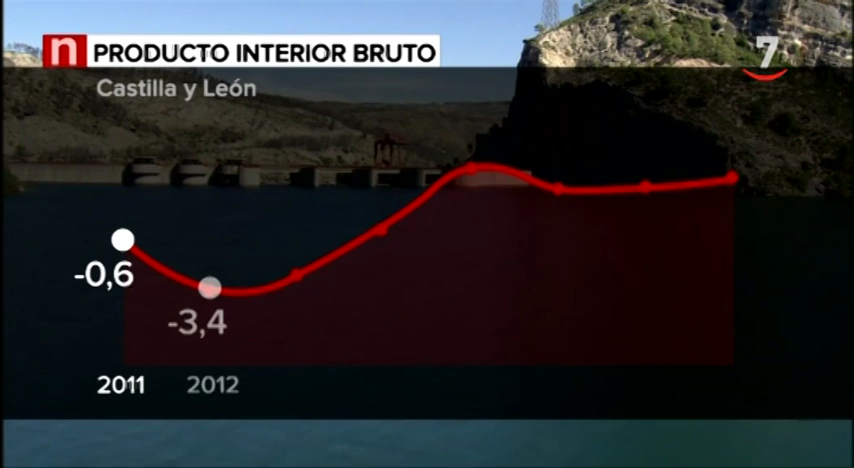 n PRODUCTO INTERIOR BRUTO
7
Castilla y León
-0,6
-3,4
2011 2012